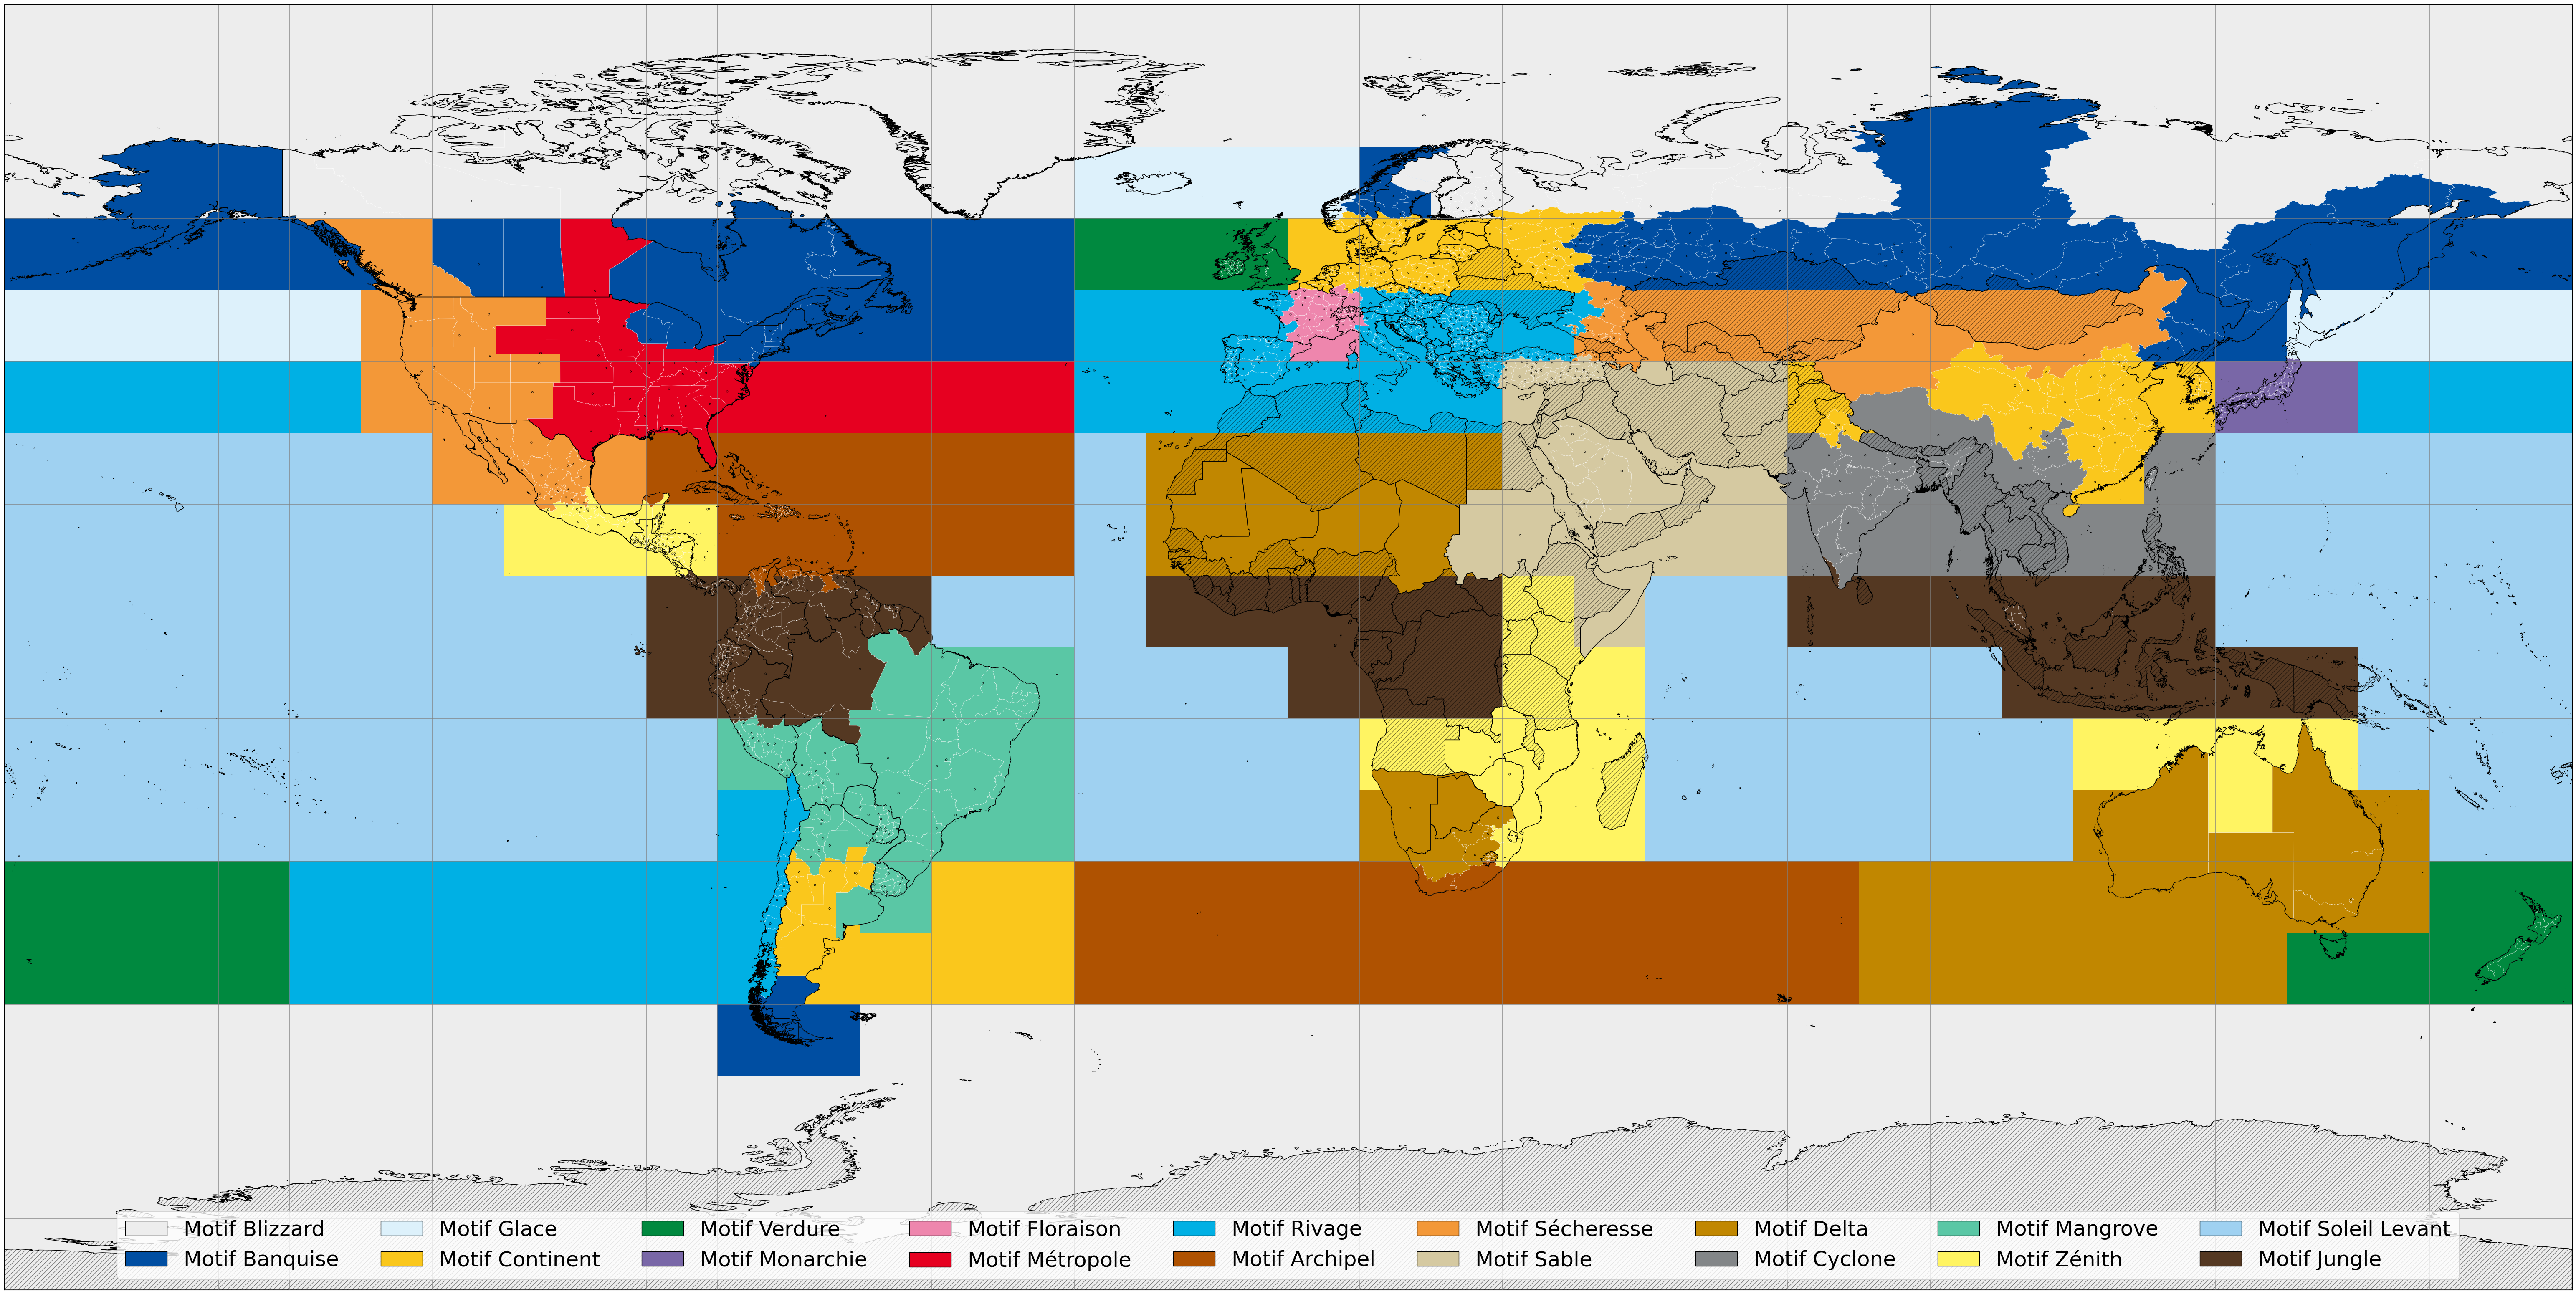 Motif Blizzard Motif Glace Motif Verdure Motif Floraison Motif Rivage Motif Sécheresse Motif Delta Motif Mangrove Motif Soleil Levant
Motif Banquise Motif Continent Motif Monarchie Motif Métropole Motif Archipel Motif Sable Motif Cyclone Motif Zénith Motif Jungle